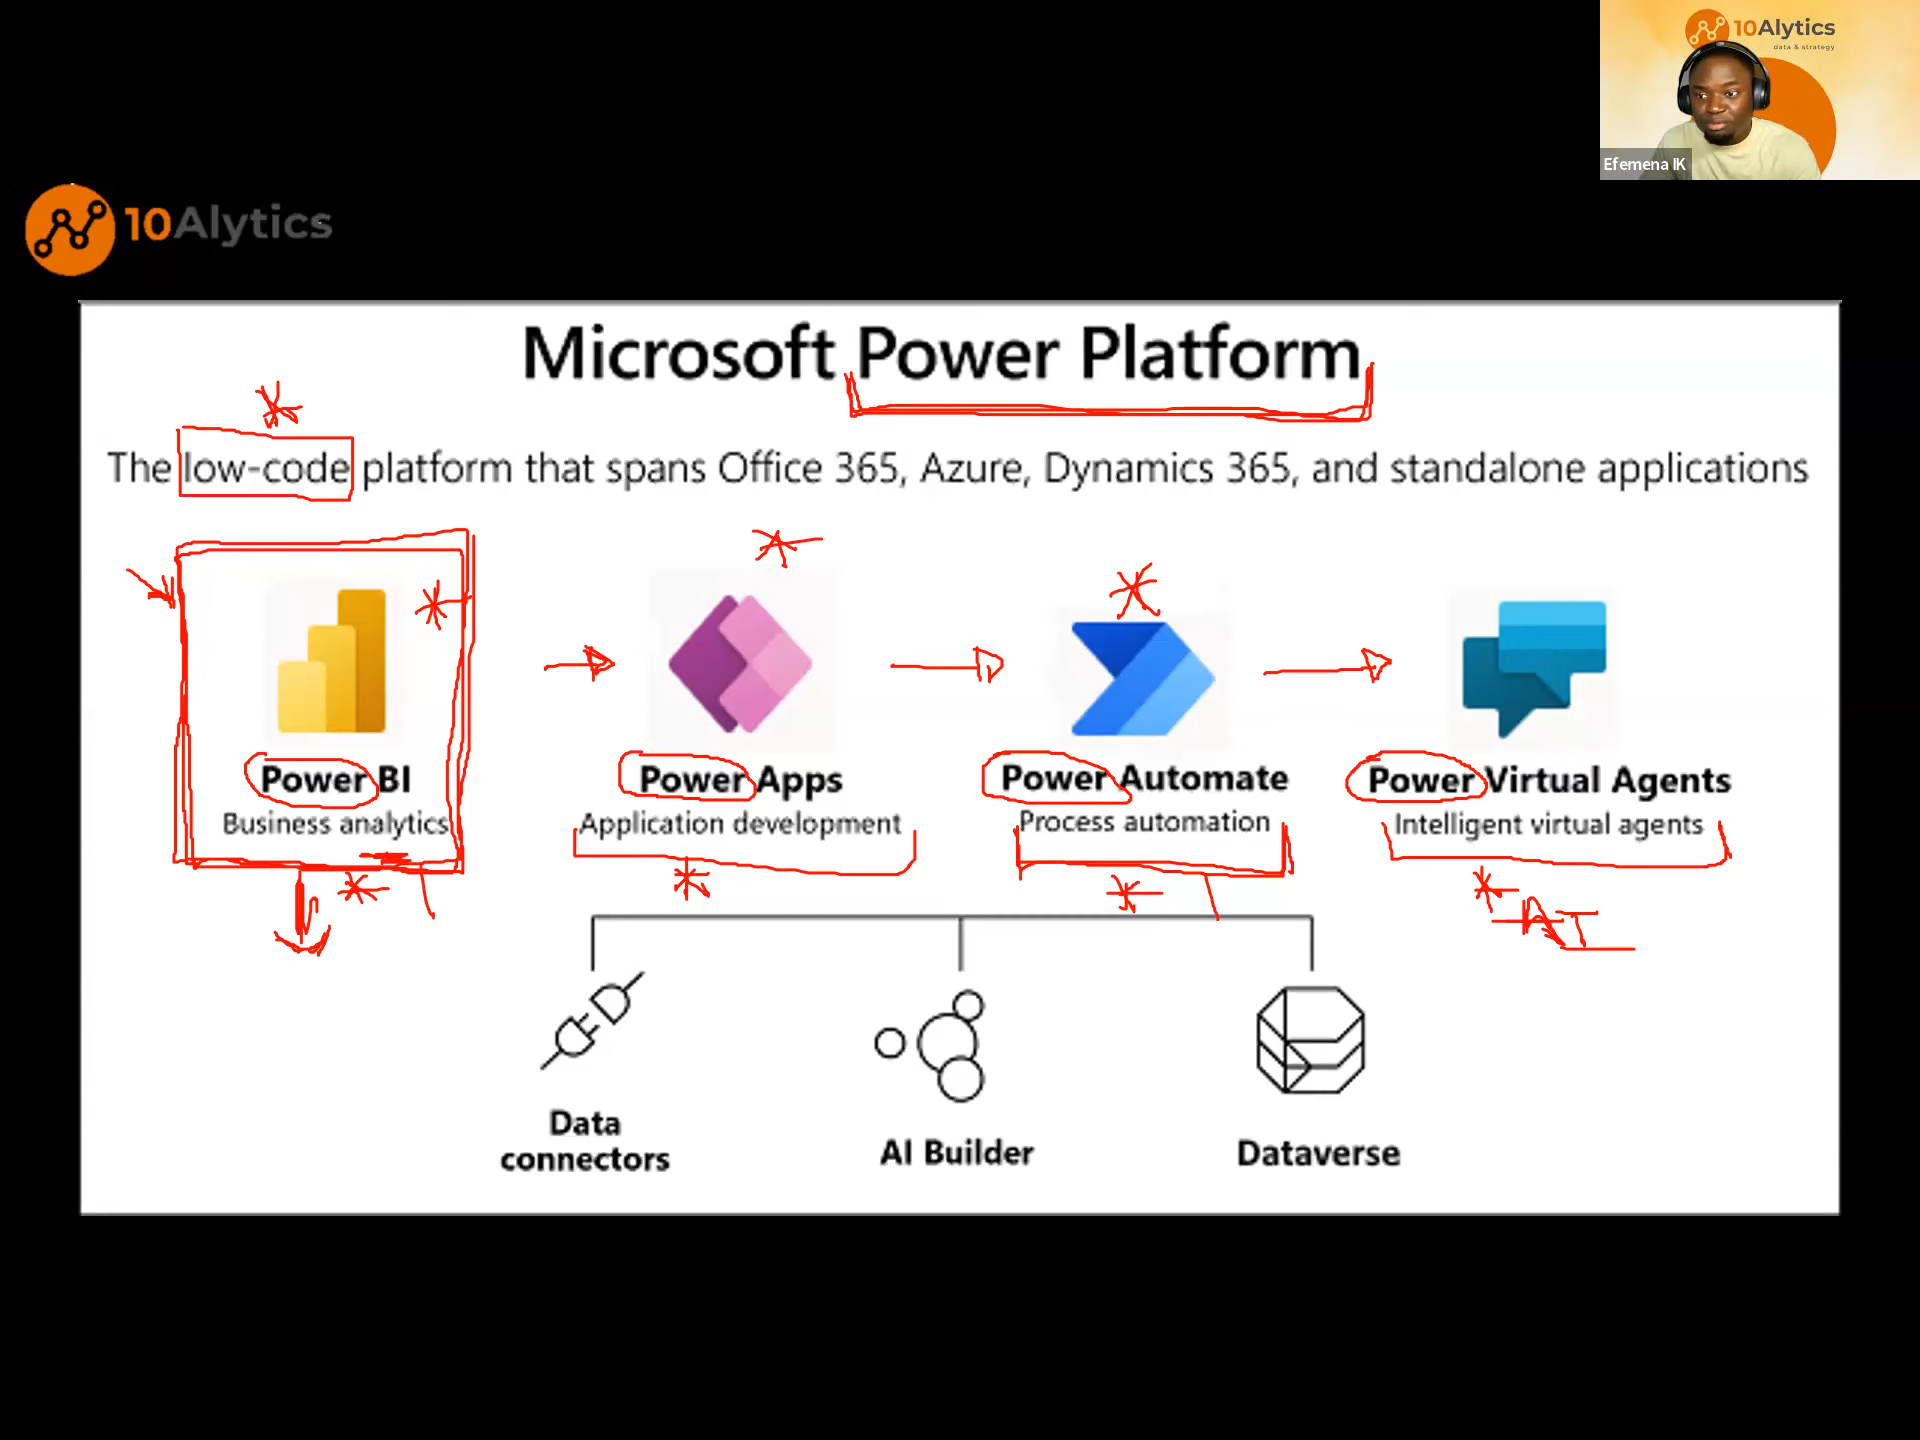 10Alytics
data & strategy
Efemena IK
10Alytics
Microsoft Power Platform
The low-code platform that spans Office 365, Azure, Dynamics 365, and standalone applications
Power BI
Business analytics
Power Apps
Application development
Power Automate
Process automation
Power Virtual Agents
Intelligent virtual agents
AI
Data
connectors
AI Builder
Dataverse